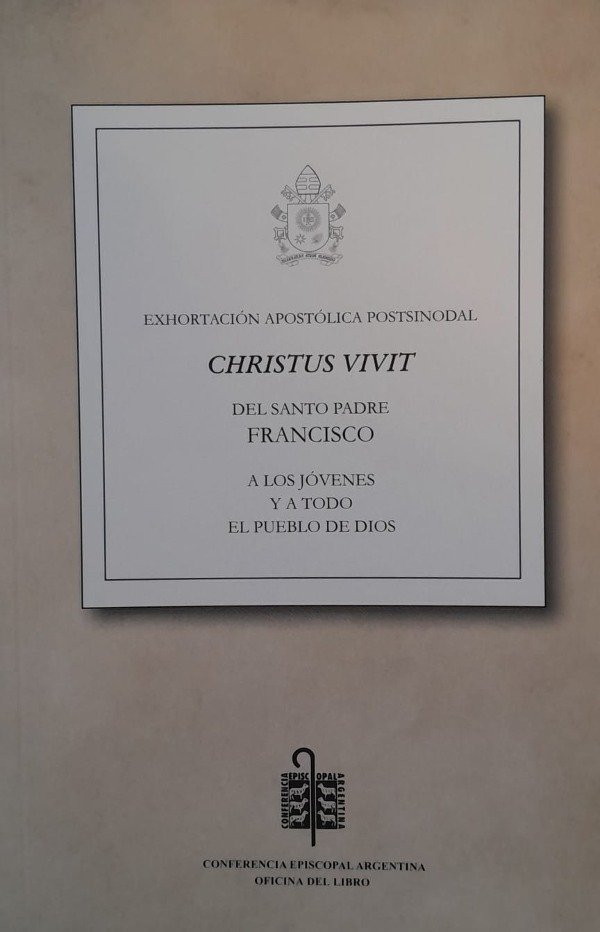 EXHORTACIÓN APOSTÓLICA POSTSINODAL
CHRISTUS VIVIT
DEL SANTO PADRE
FRANCISCO
A LOS JÓVENES
Y A TODO
EL PUEBLO DE DIOS
CONFERENCIA EPISCOPAL ARGENTINA
CONFERENCIA EPISCOPAL ARGENTINA
OFICINA DEL LIBRO